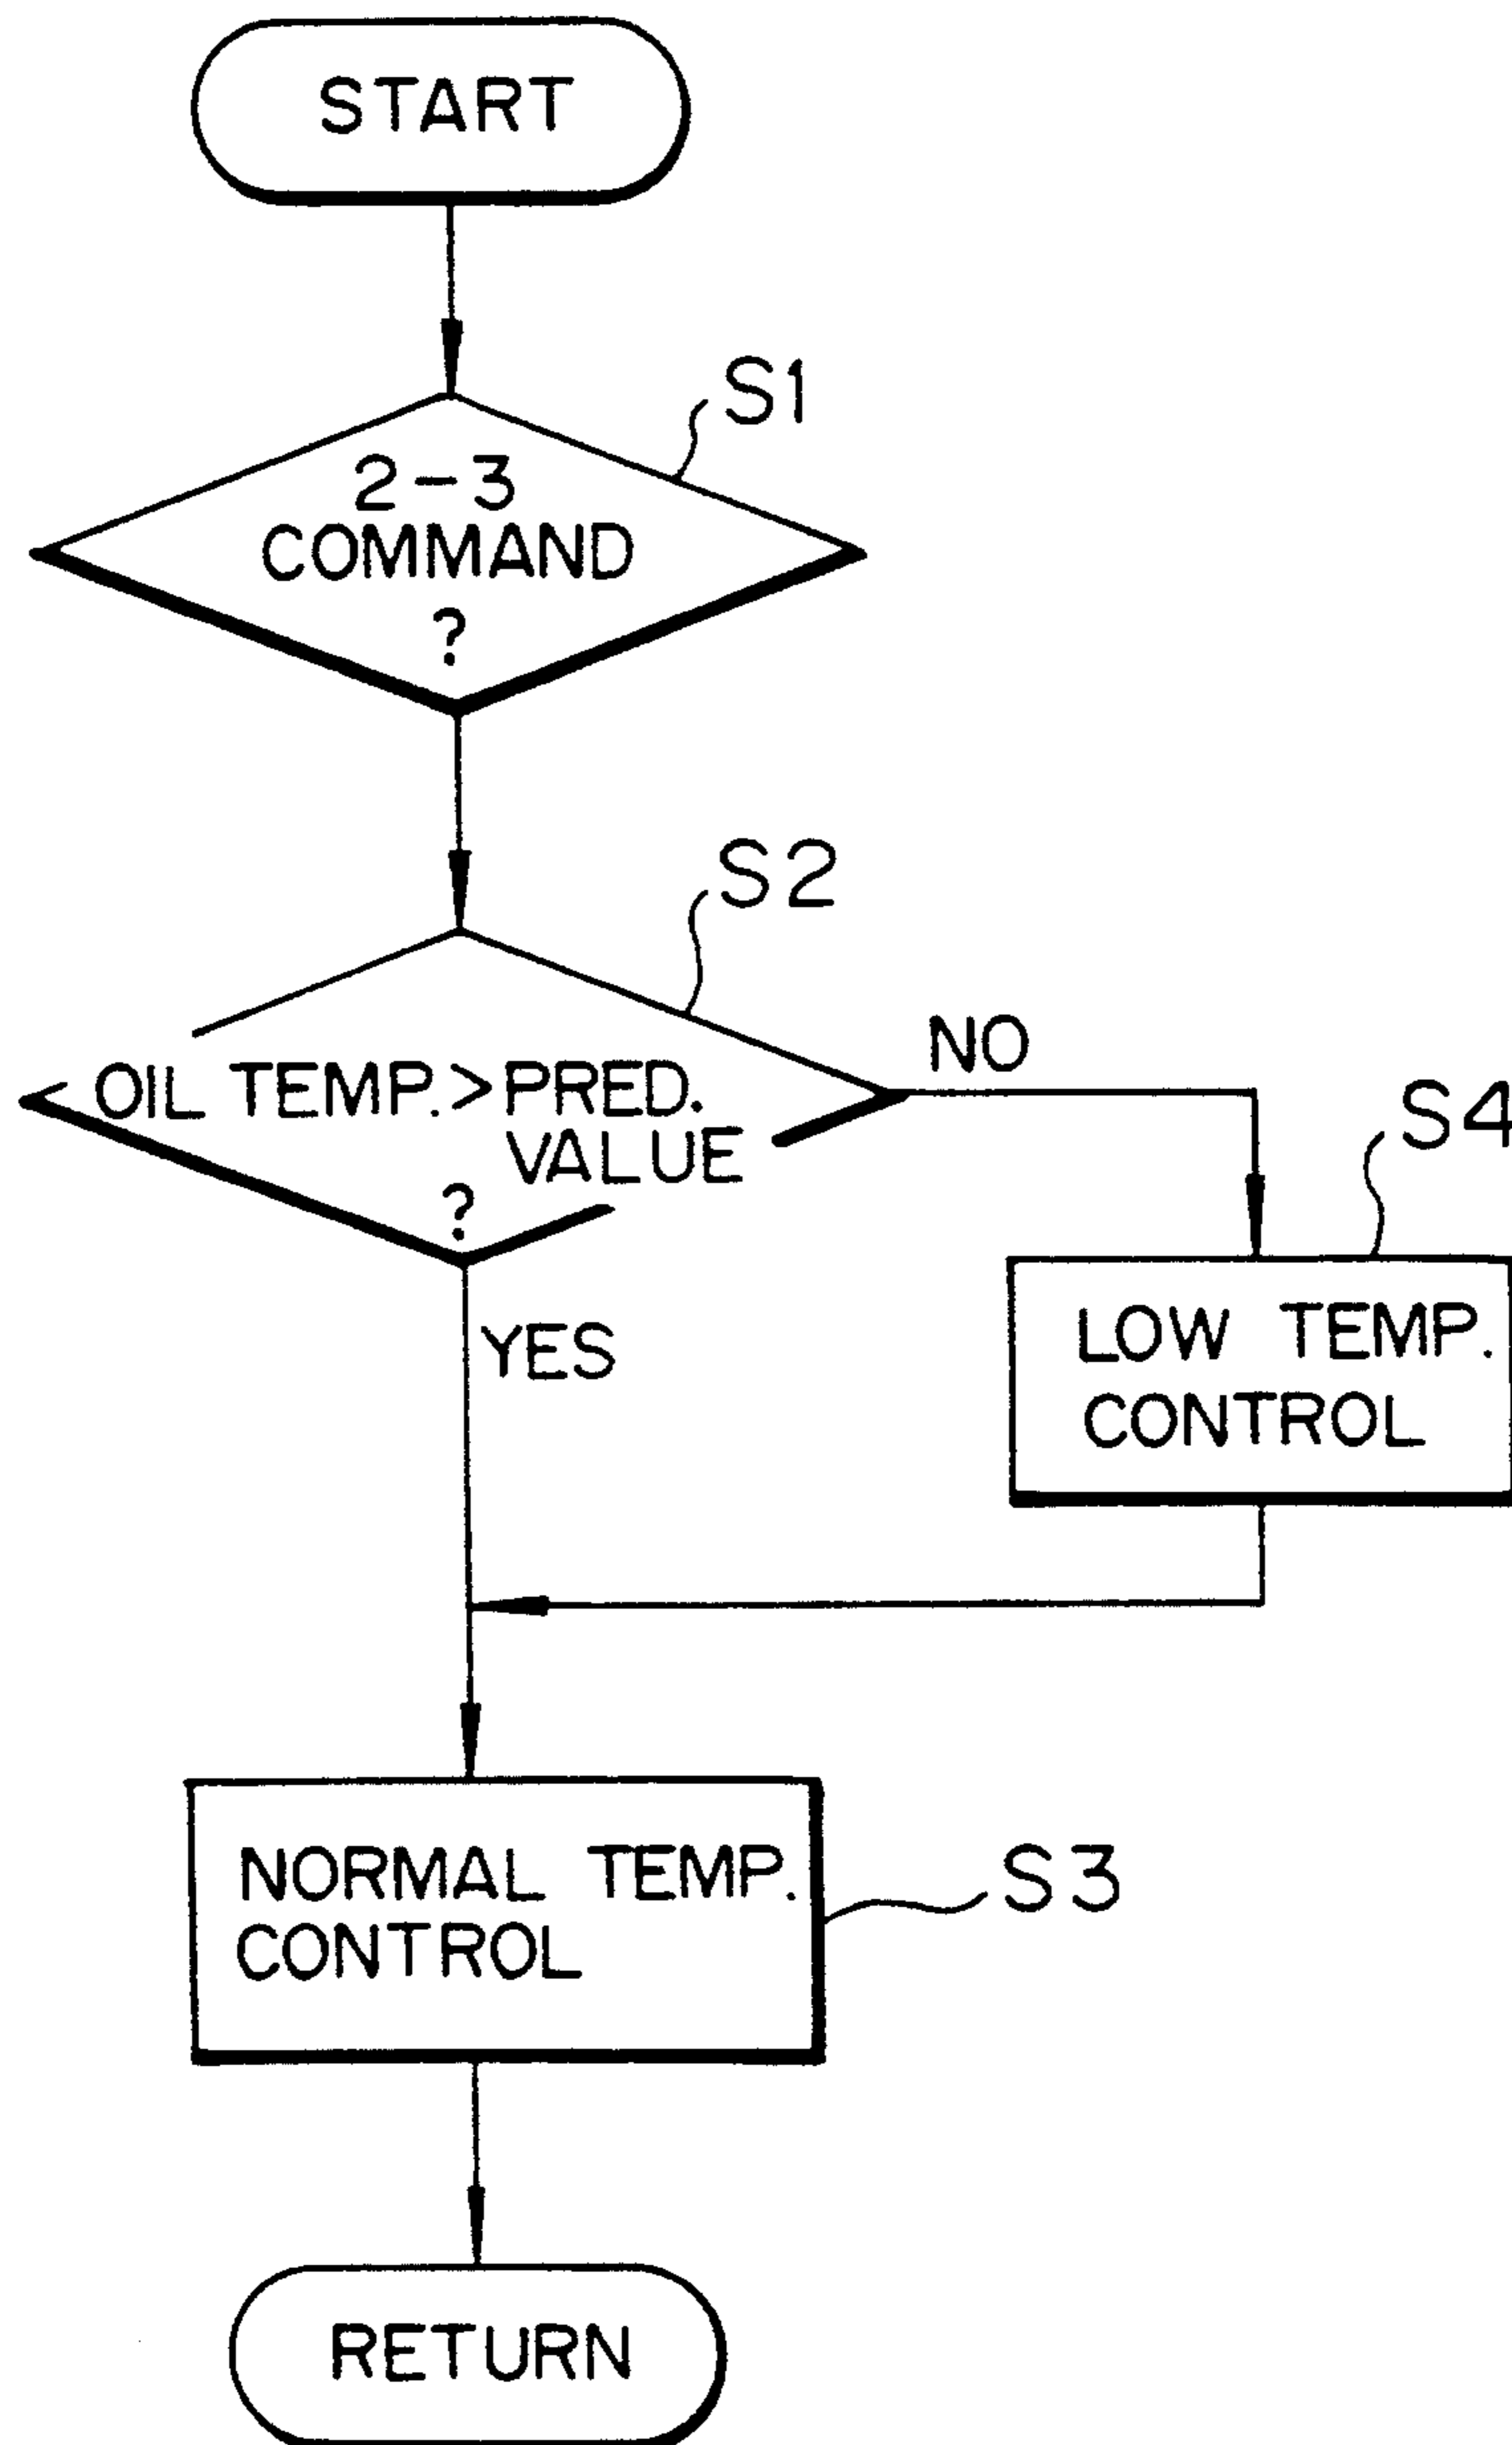 START
S1
2-3
COMMAND
?
S2
OIL TEMP.>PRED.
VALUE
?
NO
YES
S4
LOW TEMP.
CONTROL
NORMAL TEMP.
CONTROL
S3
RETURN